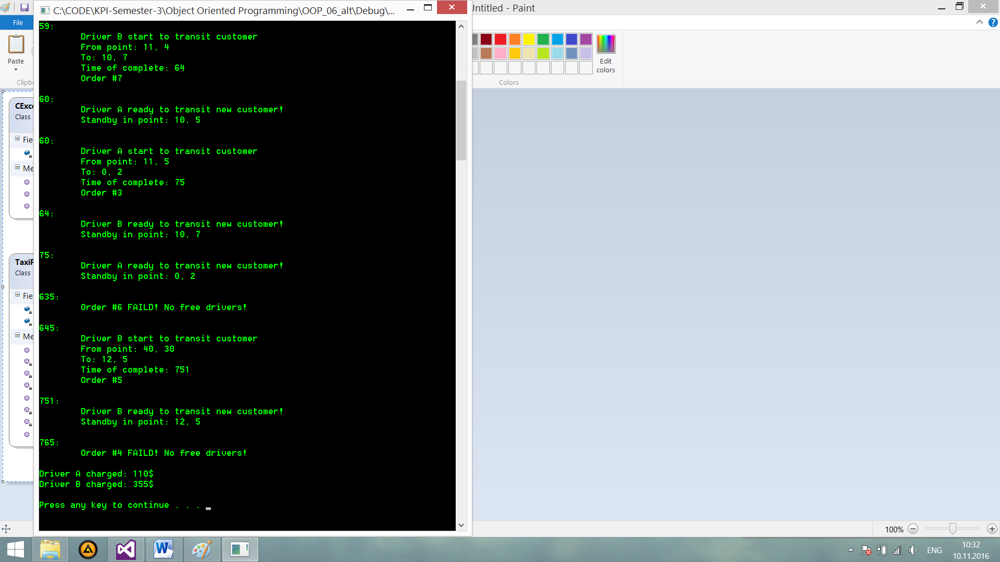 C:\CODE\KPI-Semester-3\Object Oriented Programming\OOP_06_alt\Debug\...
Untitled - Paint
File
Paste
Edit
colors
Colors
Class
Class
59:
Driver B start to transit customer
From point: 11, 4
To: 10, 7
Time of complete: 64
Order #7
60:
Driver A ready to transit new customer!
Standby in point: 10, 5
60:
Driver A start to transit customer
From point: 11, 5
To: 0, 2
Time of complete: 75
Order #3
64:
Driver B ready to transit new customer!
Standby in point: 10, 7
75:
Driver A ready to transit new customer!
Standby in point: 0, 2
635:
Order #6 FAILD! No free drivers!
645:
Driver B start to transit customer
From point: 40, 30
To: 12, 5
Time of complete: 751
Order #5
751:
Driver B ready to transit new customer!
Standby in point: 12, 5
765:
Order #4 FAILD! No free drivers!
Driver A charged: 110$
Driver B charged: 355$
Press any key to continue . . .
100%
ENG
10:32
10.11.2016